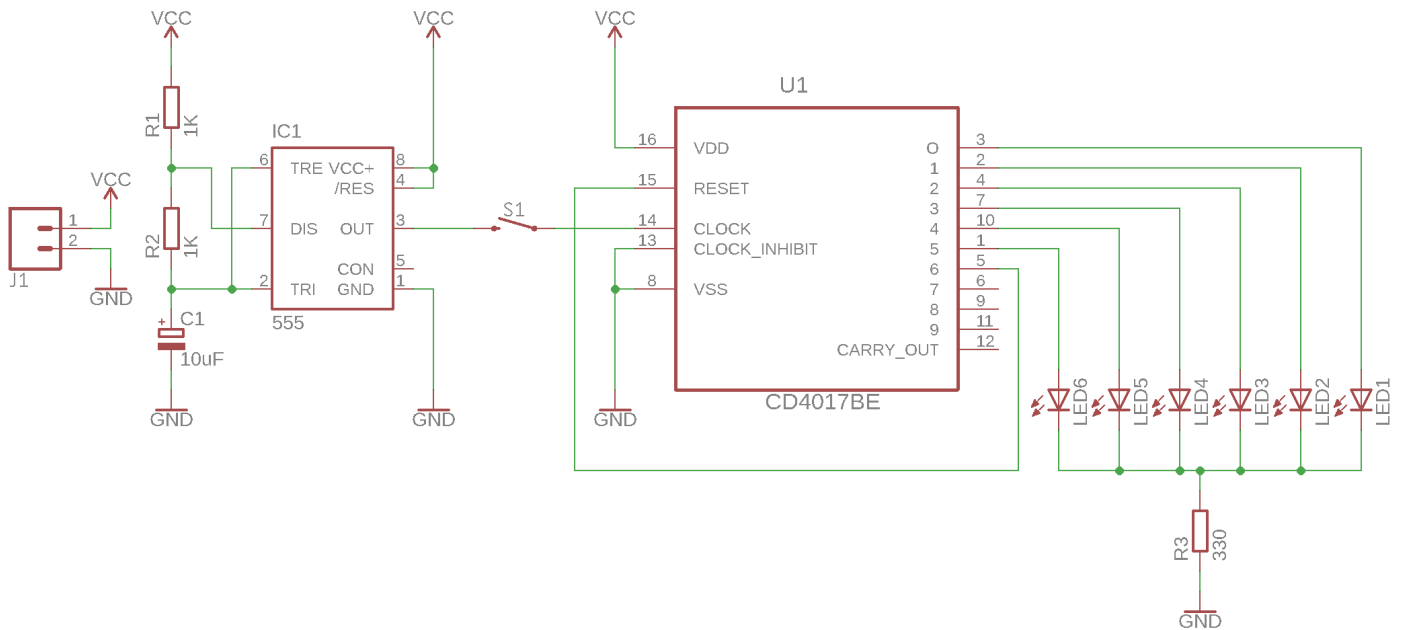 VCC
VCC
VCC
R1
1K
VCC
J1
1
2
GND
R2
1K
+
C1
10uF
GND
IC1
6 TRE VCC+ 8
/RES 4
7 DIS OUT 3
CON 5
2 TRI GND 1
555
GND
S1
U1
16 VDD O 3
1 2
15 RESET 2 4
3 7
14 CLOCK 4 10
13 CLOCK_INHIBIT 5 1
6 5
8 VSS 7 6
8 9
9 11
CARRY_OUT 12
CD4017BE
GND
LED6
LED5
LED4
LED3
LED2
LED1
R3
330
GND